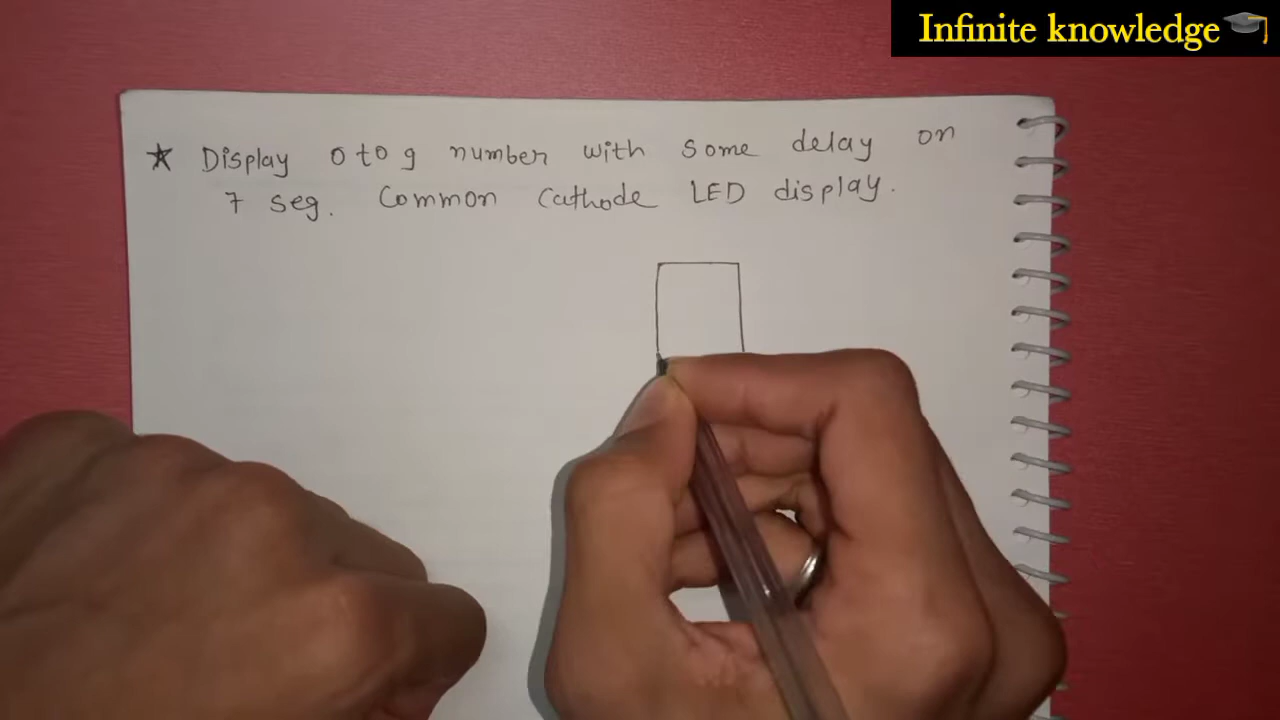 Infinite knowledge🎓
★ Display 0 to 9 number with some delay on
7 seg. Common Cathode LED display.